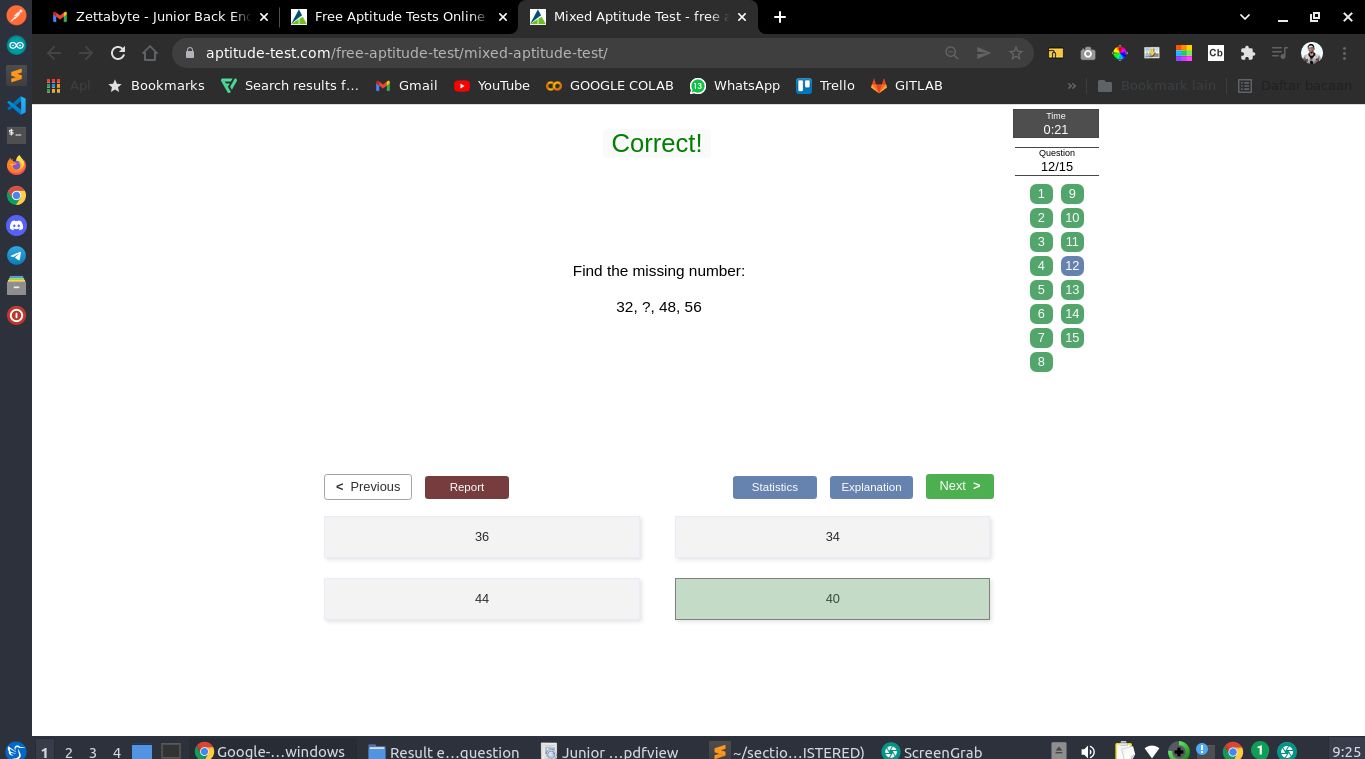 Zettabyte - Junior Back En
Free Aptitude Tests Online
Mixed Aptitude Test - free a
aptitude-test.com/free-aptitude-test/mixed-aptitude-test/
Cb
Apl
Bookmarks
Search results f...
Gmail
YouTube
GOOGLE COLAB
13
WhatsApp
Trello
GITLAB
»
Bookmark lain
Daftar bacaan
Correct!
Time
0:21
Question
12/15
1 9
2 10
3 11
4 12
5 13
6 14
7 15
8
Find the missing number:
32, ?, 48, 56
< Previous
Report
Statistics
Explanation
Next >
36
34
44
40
1 2 3 4
Google-...windows
Result e...question
Junior ...pdfview
~/sectio...ISTERED)
ScreenGrab
1
9:25